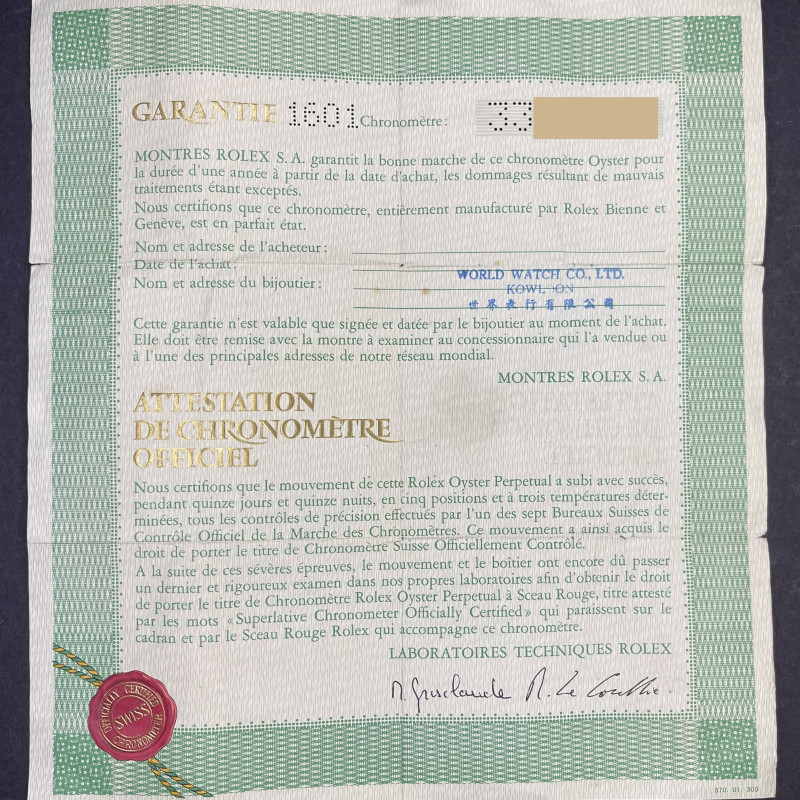 GARANTIE 1601 Chronomètre: 33
MONTRES ROLEX S. A. garantit la bonne marche de ce chronomètre Oyster pour
la durée d'une année à partir de la date d'achat, les dommages résultant de mauvais
traitements étant exceptés.
Nous certifions que ce chronomètre, entièrement manufacturé par Rolex Bienne et
Genève, est en parfait état.
Nom et adresse de l'acheteur:
Date de l'achat:
WORLD WATCH CO., LTD.
Nom et adresse du bijoutier:
KOWL ON
世界表行有限公司
Cette garantie n'est valable que signée et datée par le bijoutier au moment de l'achat.
Elle doit être remise avec la montre à examiner au concessionnaire qui l'a vendue ou
à l'une des principales adresses de notre réseau mondial.
MONTRES ROLEX S. A.
ATTESTATION
DE CHRONOMÈTRE
OFFICIEL
Nous certifions que le mouvement de cette Rolex Oyster Perpetual a subi avec succès,
pendant quinze jours et quinze nuits, en cinq positions et à trois températures déter-
minées, tous les contrôles de précision effectués par l'un des sept Bureaux Suisses de
Contrôle Officiel de la Marche des Chronomètres. Ce mouvement a ainsi acquis le
droit de porter le titre de Chronomètre Suisse Officiellement Contrôlé.
A la suite de ces sévères épreuves, le mouvement et le boîtier ont encore dû passer
un dernier et rigoureux examen dans nos propres laboratoires afin d'obtenir le droit
de porter le titre de Chronomètre Rolex Oyster Perpetual à Sceau Rouge, titre attesté
par les mots «Superlative Chronometer Officially Certified» qui paraissent sur le
cadran et par le Sceau Rouge Rolex qui accompagne ce chronomètre.
LABORATOIRES TECHNIQUES ROLEX
OFFICIALLY CERTIFIED
SWISS
CHRONOMETER
570. 01. 300